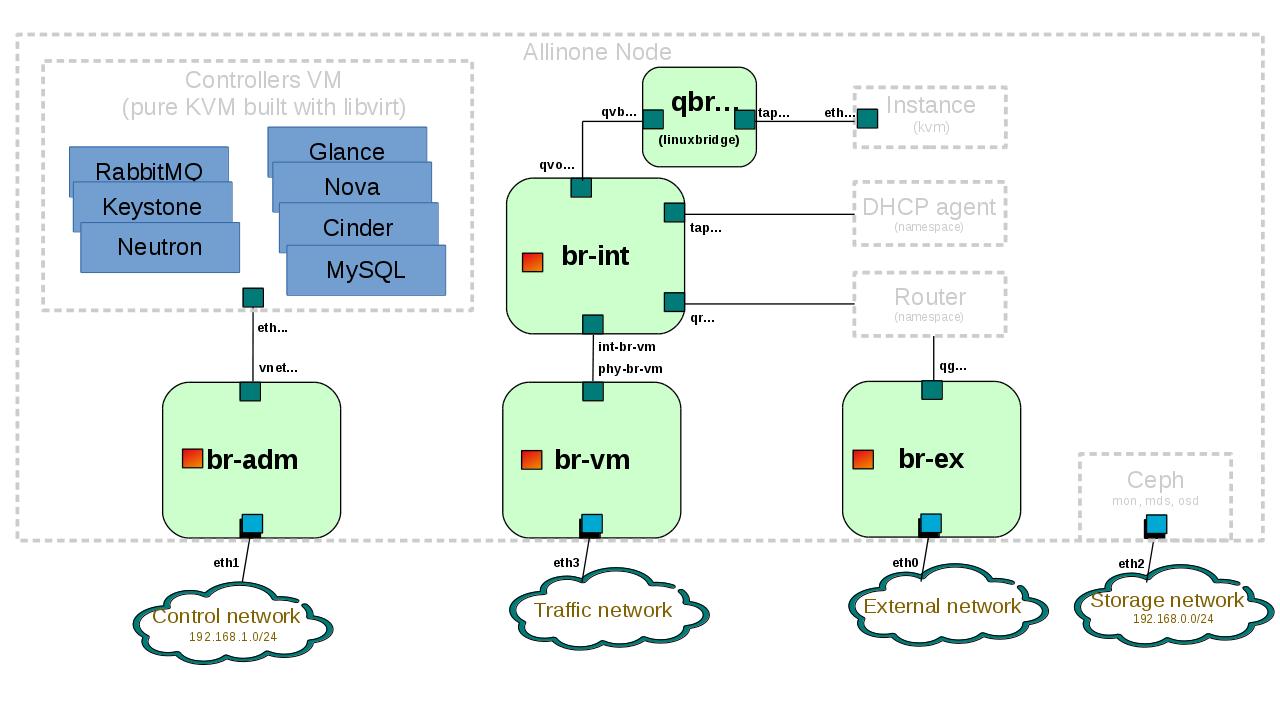 Allinone Node
Controllers VM
(pure KVM built with libvirt)
RabbitMQ
Keystone
Neutron
Glance
Nova
Cinder
MySQL
eth...
vnet...
br-adm
eth1
Control network
192.168.1.0/24
qbr...
(linuxbridge)
qvb...
tap...
eth...
Instance
(kvm)
qvo...
br-int
tap...
DHCP agent
(namespace)
qr...
Router
(namespace)
int-br-vm
phy-br-vm
br-vm
eth3
Traffic network
qg...
br-ex
eth0
External network
Ceph
mon, mds, osd
eth2
Storage network
192.168.0.0/24